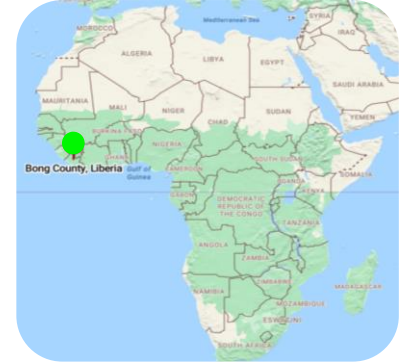 Mediterranean Sea
SYRIA
IRAQ
MOROCCO
ALGERIA
LIBYA
EGYPT
SAUDI ARABIA
MAURITANIA
MALI
NIGER
CHAD
SUDAN
YEMEN
BURKINA FASO
NIGERIA
GHANA
Bong County, Liberia
Gulf of
Guinea
CAMEROON
SOUTH SUDAN
SOMALIA
UGANDA
KENYA
GABON
DEMOCRATIC
REPUBLIC OF
THE CONGO
TANZANIA
ANGOLA
ZAMBIA
ZIMBABWE
NAMIBIA
MOZAMBIQUE
MADAGASCAR
ESWATINI
SOUTH AFRICA